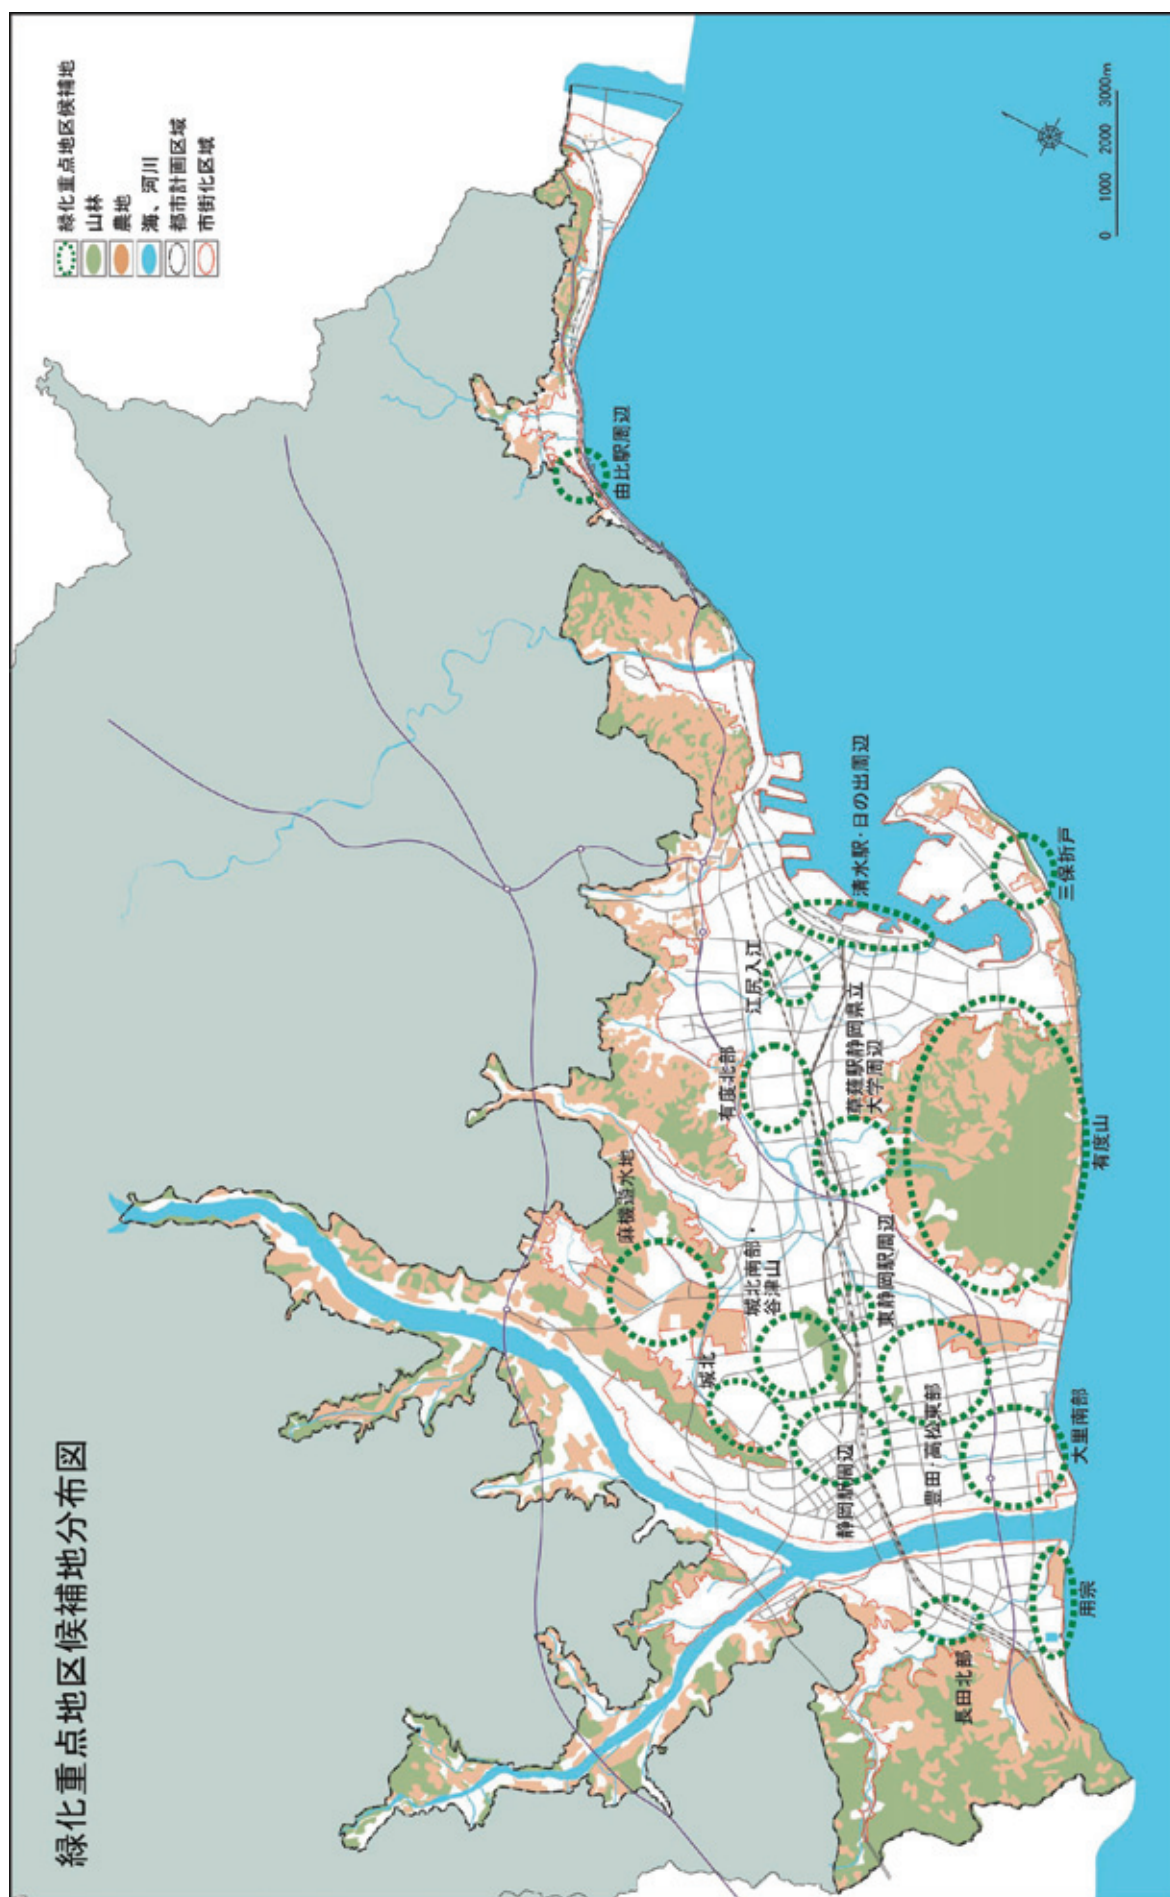 緑化重点地区候補地分布図
緑化重点地区候補地
山林
農地
海、河川
都市計画区域
市街化区域
由比駅周辺
清水駅・日の出周辺
三保折戸
江尻入江
有度北部
草薙駅静岡県立
大学周辺
有度山
麻機遊水地
城北南部・
谷津山
東静岡駅周辺
城北
静岡駅周辺
豊田・高松東部
大里南部
用宗
長田北部
0 1000 2000 3000m